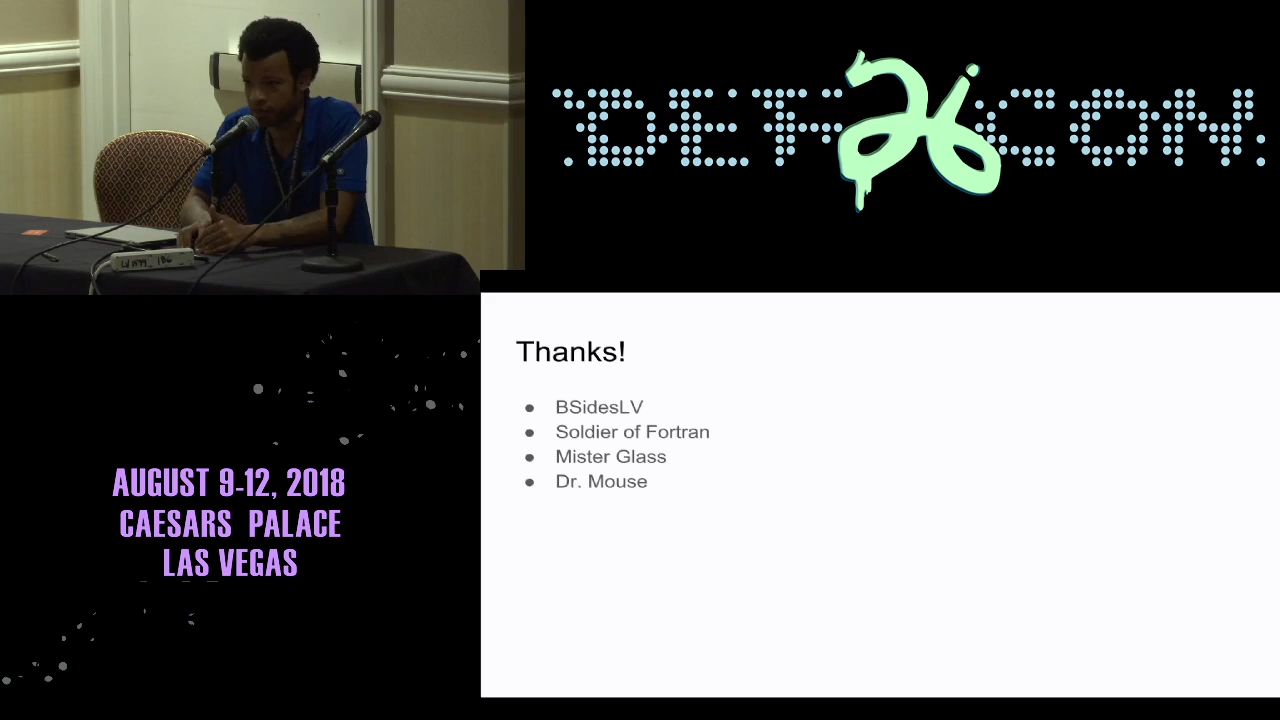 DEF 26 CON
Thanks!
BSidesLV
Soldier of Fortran
Mister Glass
Dr. Mouse
AUGUST 9-12, 2018
CAESARS PALACE
LAS VEGAS